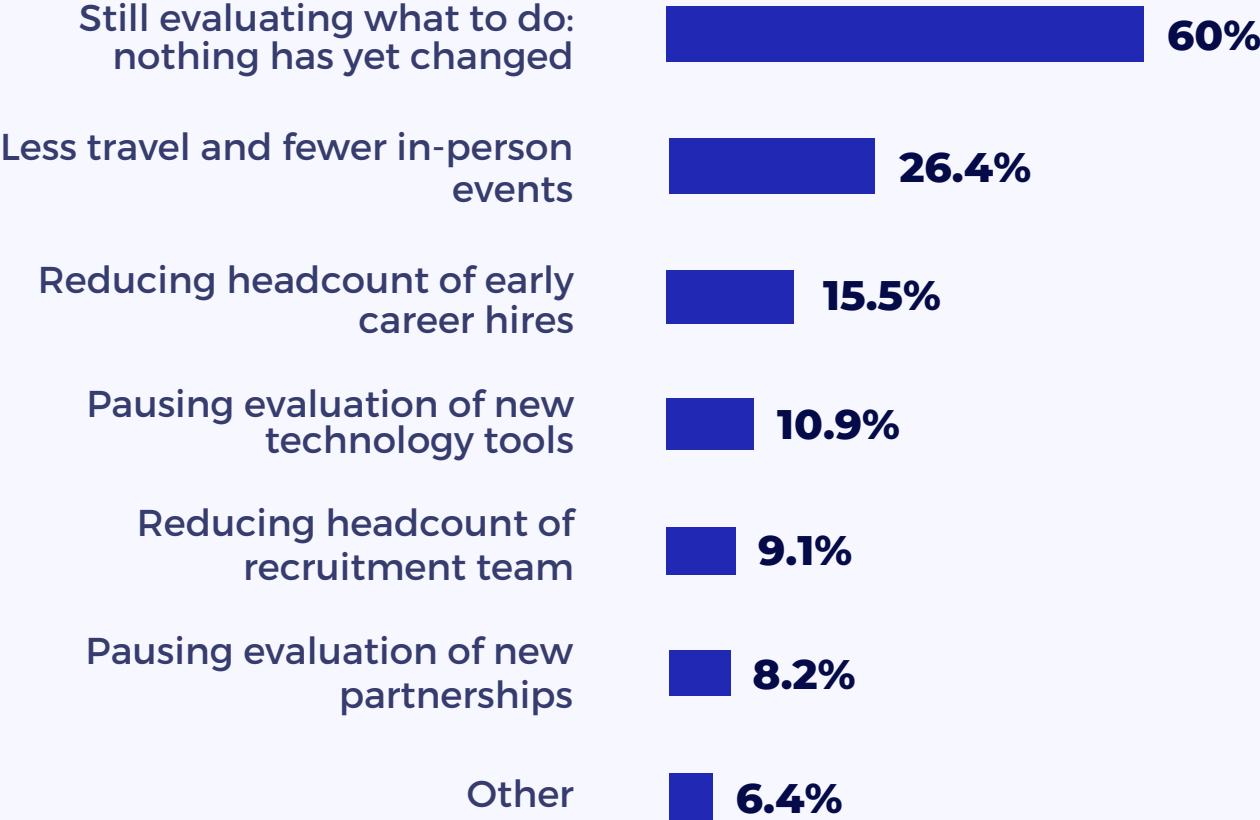 Still evaluating what to do:
nothing has yet changed
60%
Less travel and fewer in-person
events
26.4%
Reducing headcount of early
career hires
15.5%
Pausing evaluation of new
technology tools
10.9%
Reducing headcount of
recruitment team
9.1%
Pausing evaluation of new
partnerships
8.2%
Other
6.4%